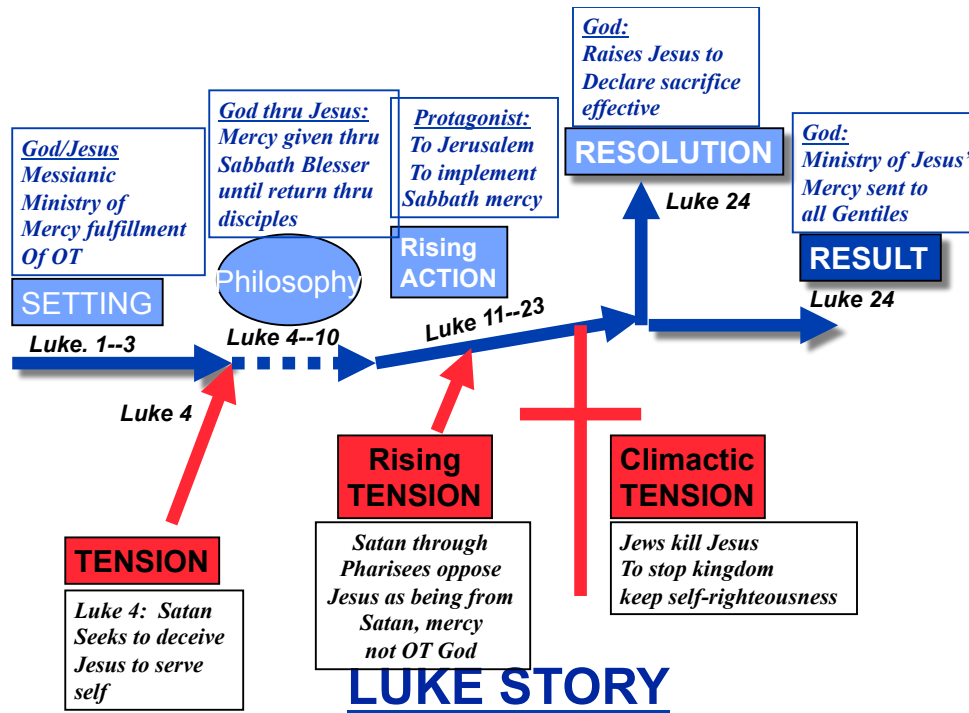 God:
Raises Jesus to
Declare sacrifice
effective
God thru Jesus:
Mercy given thru
Sabbath Blesser
until return thru
disciples
Protagonist:
To Jerusalem
To implement
Sabbath mercy
God/Jesus
Messianic
Ministry of
Mercy fulfillment
Of OT
God:
Ministry of Jesus'
Mercy sent to
all Gentiles
RESOLUTION
Luke 24
SETTING
Philosophy
Rising
ACTION
RESULT
Luke 24
Luke. 1--3
Luke 4--10
Luke 11--23
Luke 4
TENSION
Luke 4: Satan
Seeks to deceive
Jesus to serve
self
Rising
TENSION
Satan through
Pharisees oppose
Jesus as being from
Satan, mercy
not OT God
Climactic
TENSION
Jews kill Jesus
To stop kingdom
keep self-righteousness
LUKE STORY